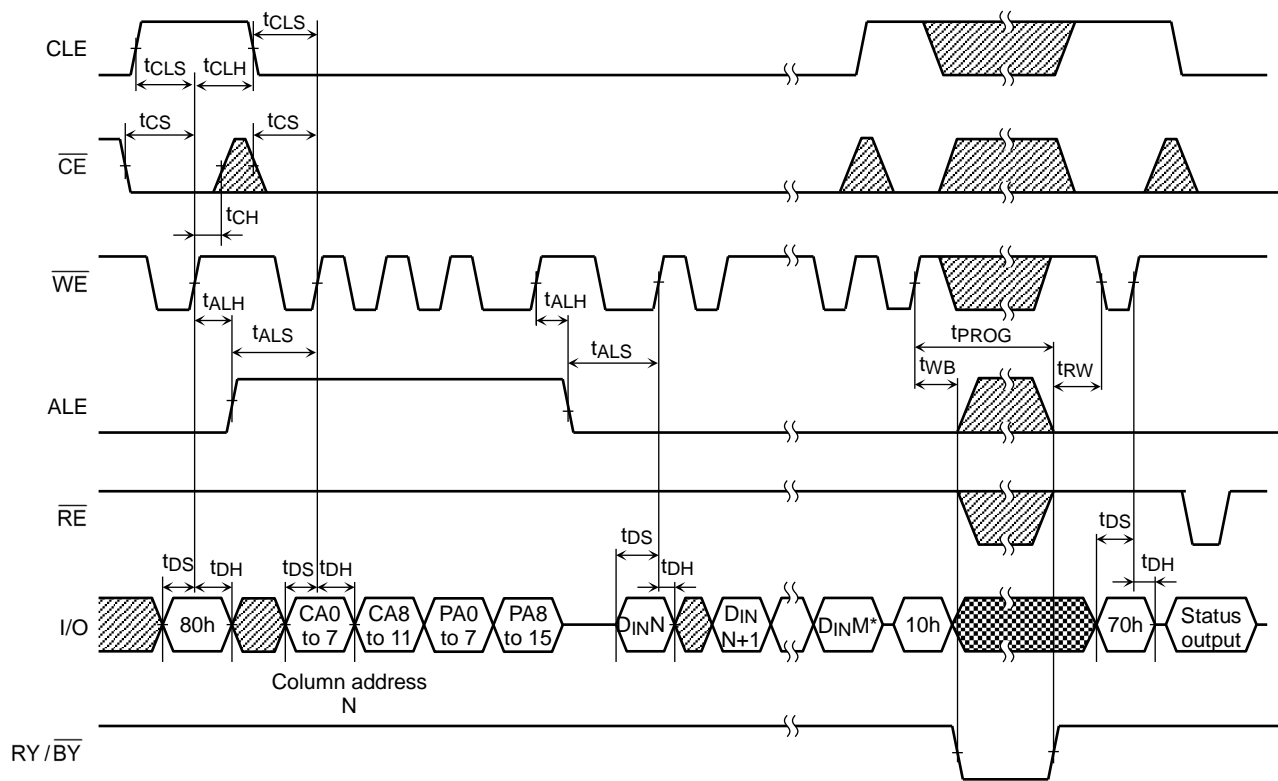 tCLS
CLE
tCLS tCLH
tCS tCS
CE
tCH
WE
tALH tALH
tALS tALS
tPROG
tWB tRW
ALE
RE
tDS tDH tDS tDH tDS tDH tDS tDH
I/O
80h
CA0 to 7
CA8 to 11
PA0 to 7
PA8 to 15
DINN
DIN N+1
DINM*
10h
70h
Status output
Column address
N
RY/BY